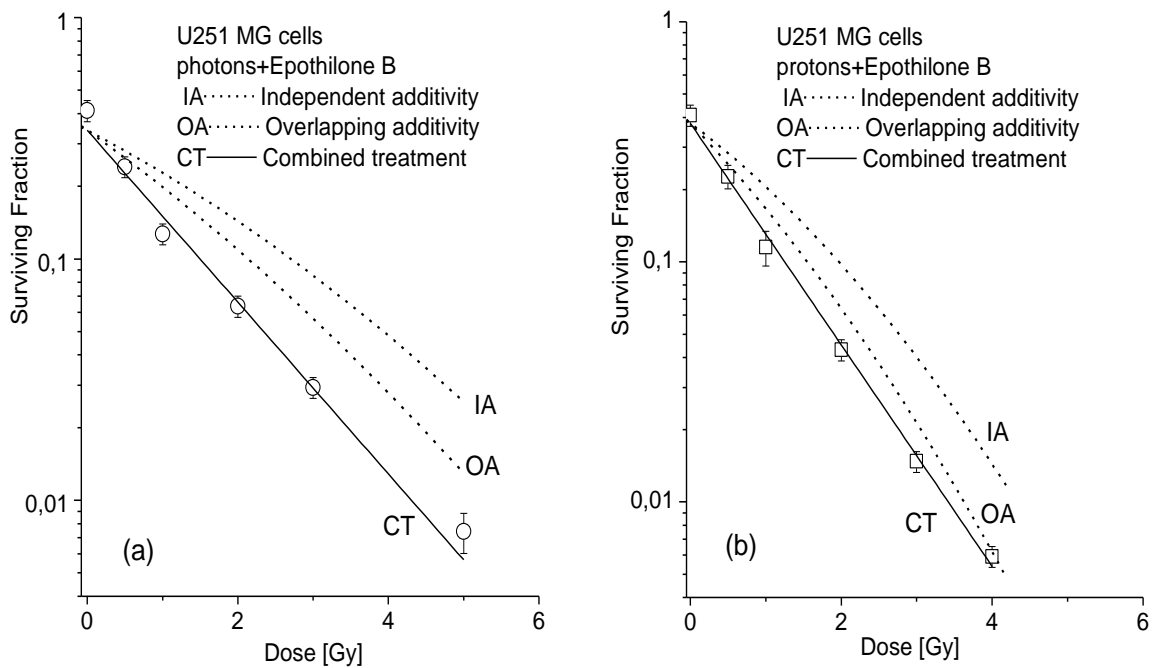 1
U251 MG cells
photons+Epothilone B
IA Independent additivity
OA Overlapping additivity
CT Combined treatment
Surviving Fraction
0,1
IA
OA
0,01
CT
(a)
0 2 4 6
Dose [Gy]
1
U251 MG cells
protons+Epothilone B
IA Independent additivity
OA Overlapping additivity
CT Combined treatment
Surviving Fraction
0,1
IA
0,01
CT OA
(b)
0 2 4 6
Dose [Gy]